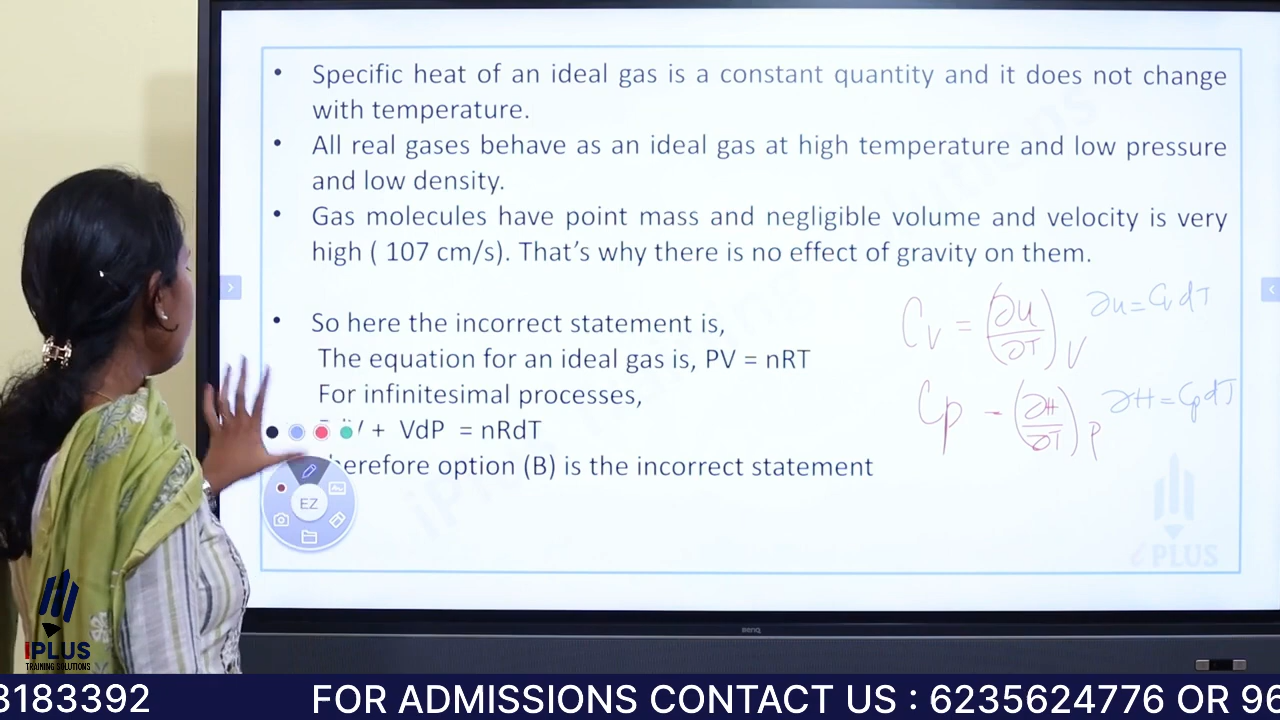 • Specific heat of an ideal gas is a constant quantity and it does not change
with temperature.
• All real gases behave as an ideal gas at high temperature and low pressure
and low density.
• Gas molecules have point mass and negligible volume and velocity is very
high ( 107 cm/s). That's why there is no effect of gravity on them.
• So here the incorrect statement is,
The equation for an ideal gas is, PV = nRT
For infinitesimal processes,
+ VdP = nRdT
herefore option (B) is the incorrect statement
Cv = (∂u/∂T)V ∂u = CvdT
Cp - (∂H/∂T)P ∂H = CpdT
EZ
iPLUS
BENQ
iPLUS
TRAINING SOLUTIONS
8183392 FOR ADMISSIONS CONTACT US : 6235624776 OR 96